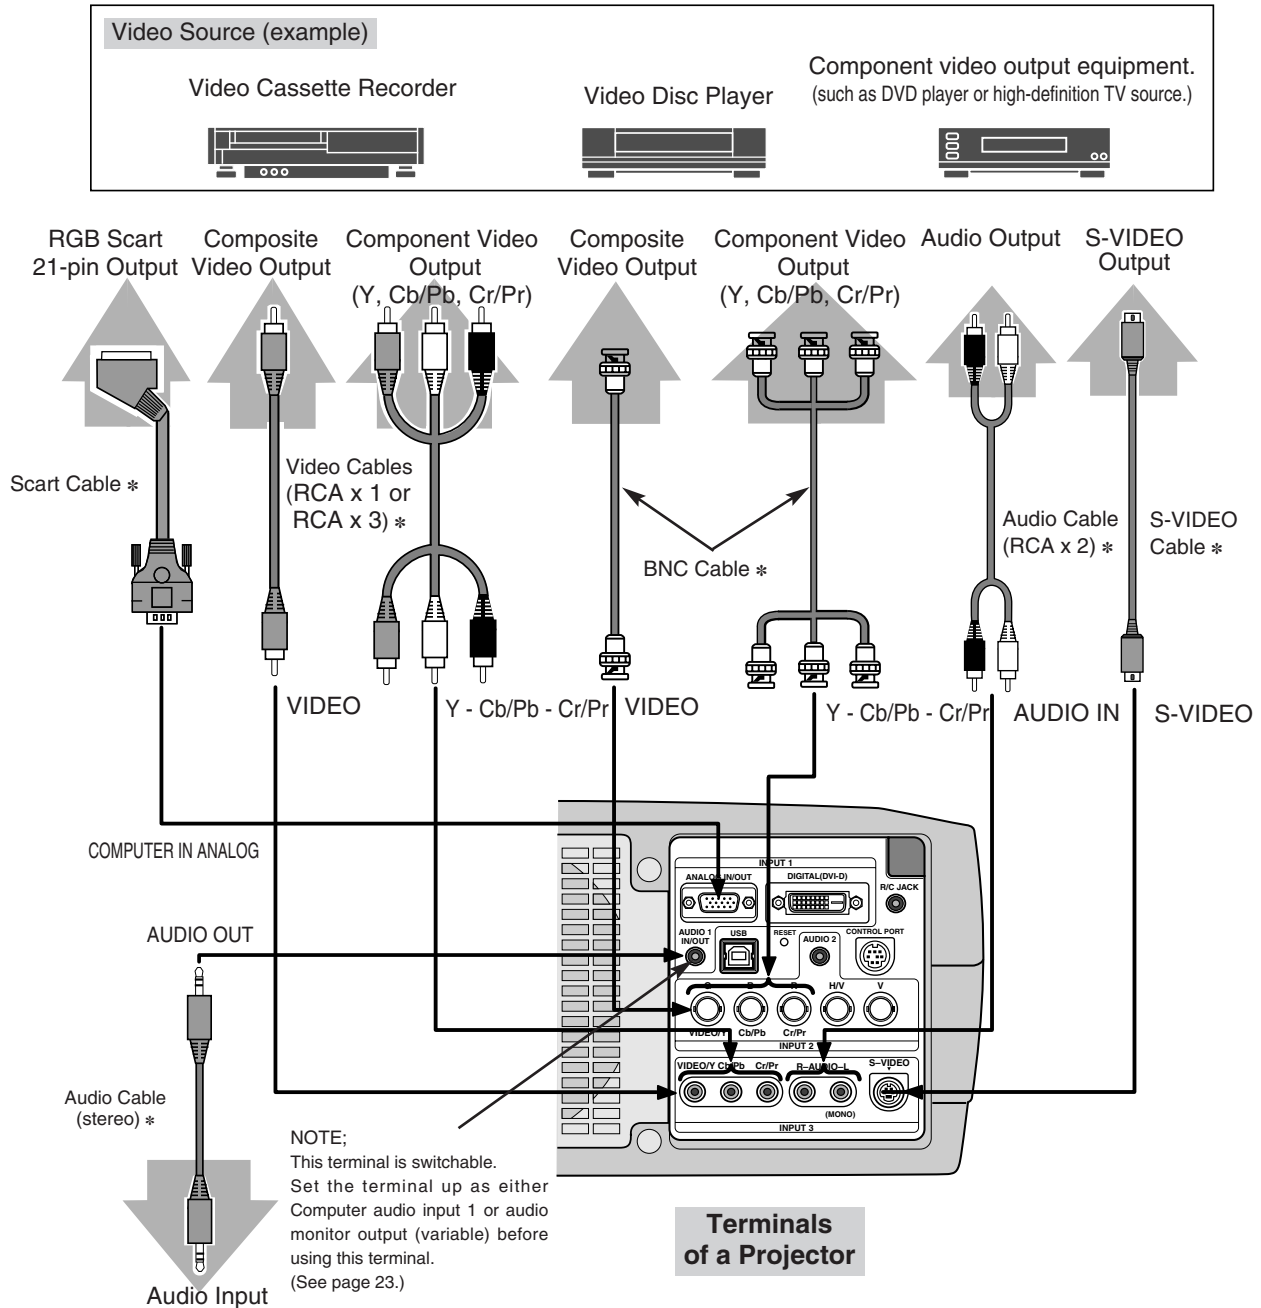 Video Source (example)
Video Cassette Recorder
Video Disc Player
Component video output equipment.
(such as DVD player or high-definition TV source.)
RGB Scart
21-pin Output
Composite
Video Output
Component Video
Output
(Y, Cb/Pb, Cr/Pr)
Composite
Video Output
Component Video
Output
(Y, Cb/Pb, Cr/Pr)
Audio Output
S-VIDEO
Output
Scart Cable *
Video Cables
(RCA x 1 or
RCA x 3) *
BNC Cable *
Audio Cable
(RCA x 2) *
S-VIDEO
Cable *
VIDEO
Y - Cb/Pb - Cr/Pr
VIDEO
Y - Cb/Pb - Cr/Pr
AUDIO IN
S-VIDEO
COMPUTER IN ANALOG
AUDIO OUT
INPUT 1
ANALOG IN/OUT
DIGITAL(DVI-D)
R/C JACK
AUDIO 1
IN/OUT
USB
RESET
AUDIO 2
CONTROL PORT
G
B
R
H/V
V
VIDEO/Y
Cb/Pb
Cr/Pr
INPUT 2
VIDEO/Y Cb/Pb Cr/Pr
R–AUDIO–L
S–VIDEO
(MONO)
INPUT 3
Audio Cable
(stereo) *
Audio Input
NOTE;
This terminal is switchable.
Set the terminal up as either
Computer audio input 1 or audio
monitor output (variable) before
using this terminal.
(See page 23.)
Terminals
of a Projector